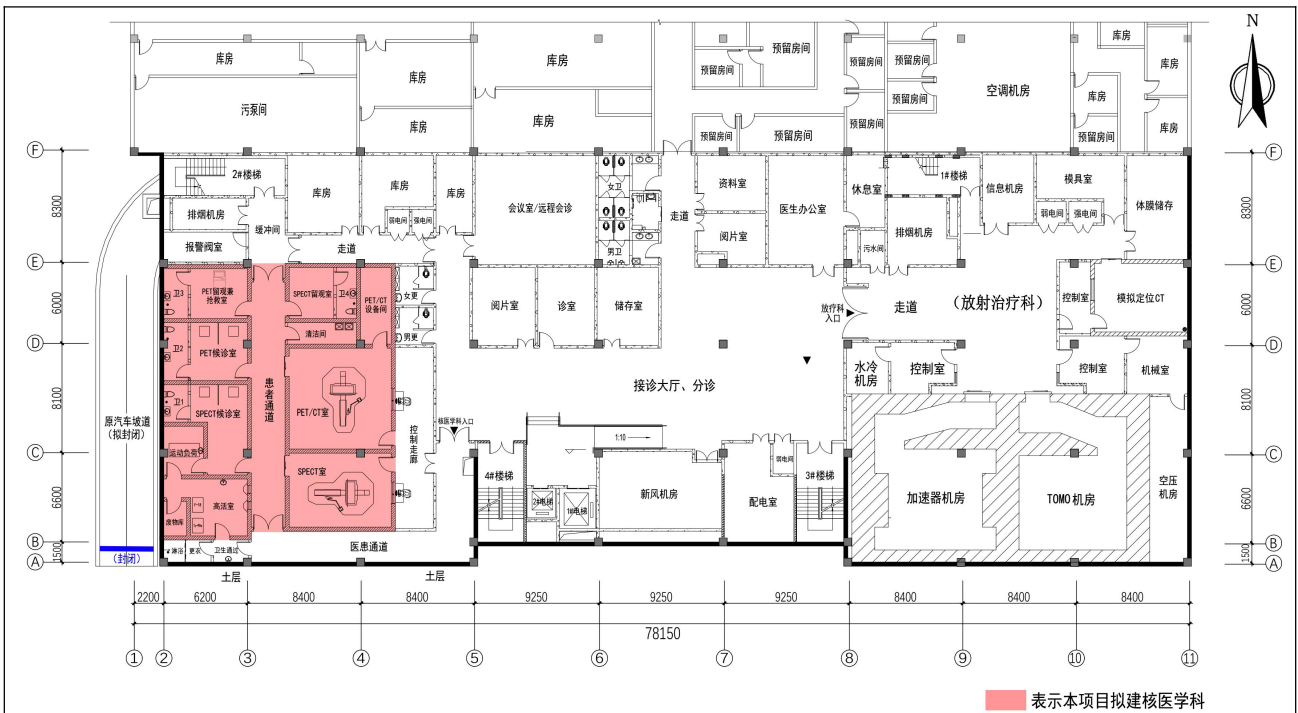 N
库房
库房
库房
预留房间
预留房间
预留房间
预留房间
预留房间
预留房间
空调机房
库房
库房
库房
污泵间
库房
库房
预留房间
预留房间
预留房间
预留房间
库房
F
F
2#楼梯
库房
库房
库房
会议室/远程会诊
女卫
男卫
走道
资料室
阅片室
医生办公室
休息室
1#楼梯
信息机房
模具室
弱电间
强电间
体膜储存
排烟机房
报警阀室
缓冲间
走道
弱电间
强电间
污水间
排烟机房
8300
8300
E
E
卫3
PET留观兼
抢救室
SPECT留观室
卫4
PET/CT
设备间
女更
男更
阅片室
诊室
储存室
放疗科
入口
走道
(放射治疗科)
控制室
模拟定位CT
6000
6000
清洁间
D
D
卫2
PET候诊室
患者通道
PET/CT室
控制走廊
接诊大厅、分诊
水冷
机房
控制室
控制室
机械室
8100
8100
原汽车坡道
(拟封闭)
卫1
SPECT候诊室
核医学科入口
1:10
C
C
运动负荷
SPECT室
4#楼梯
2#电梯
1#电梯
新风机房
弱电间
配电室
3#楼梯
加速器机房
TOMO机房
空压
机房
6600
6600
废物库
高活室
B
B
(封闭)
淋浴
更衣
卫生通过
医患通道
1500
1500
A
A
土层
土层
2200
6200
8400
8400
9250
9250
9250
8400
8400
8400
78150
1
2
3
4
5
6
7
8
9
10
11
表示本项目拟建核医学科